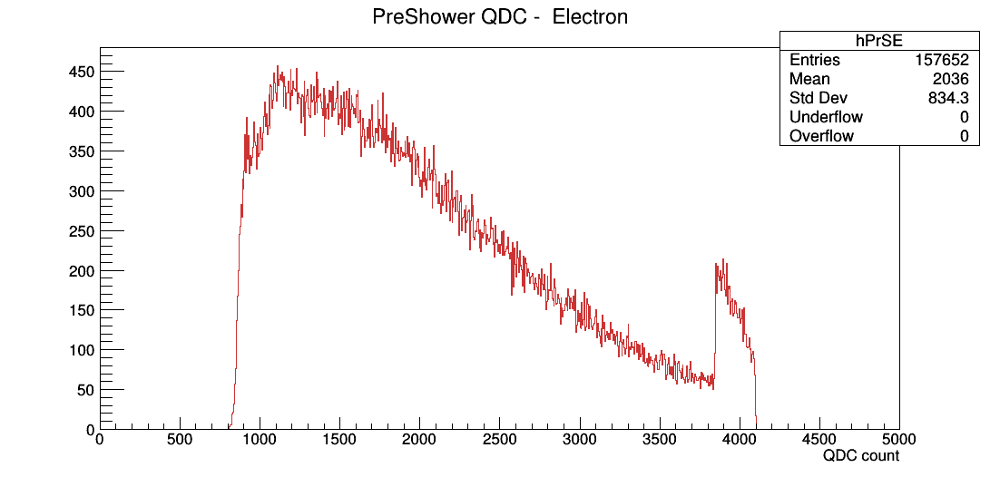 PreShower QDC - Electron
hPrSE
Entries 157652
Mean 2036
Std Dev 834.3
Underflow 0
Overflow 0
450
400
350
300
250
200
150
100
50
0
0 500 1000 1500 2000 2500 3000 3500 4000 4500 5000
QDC count